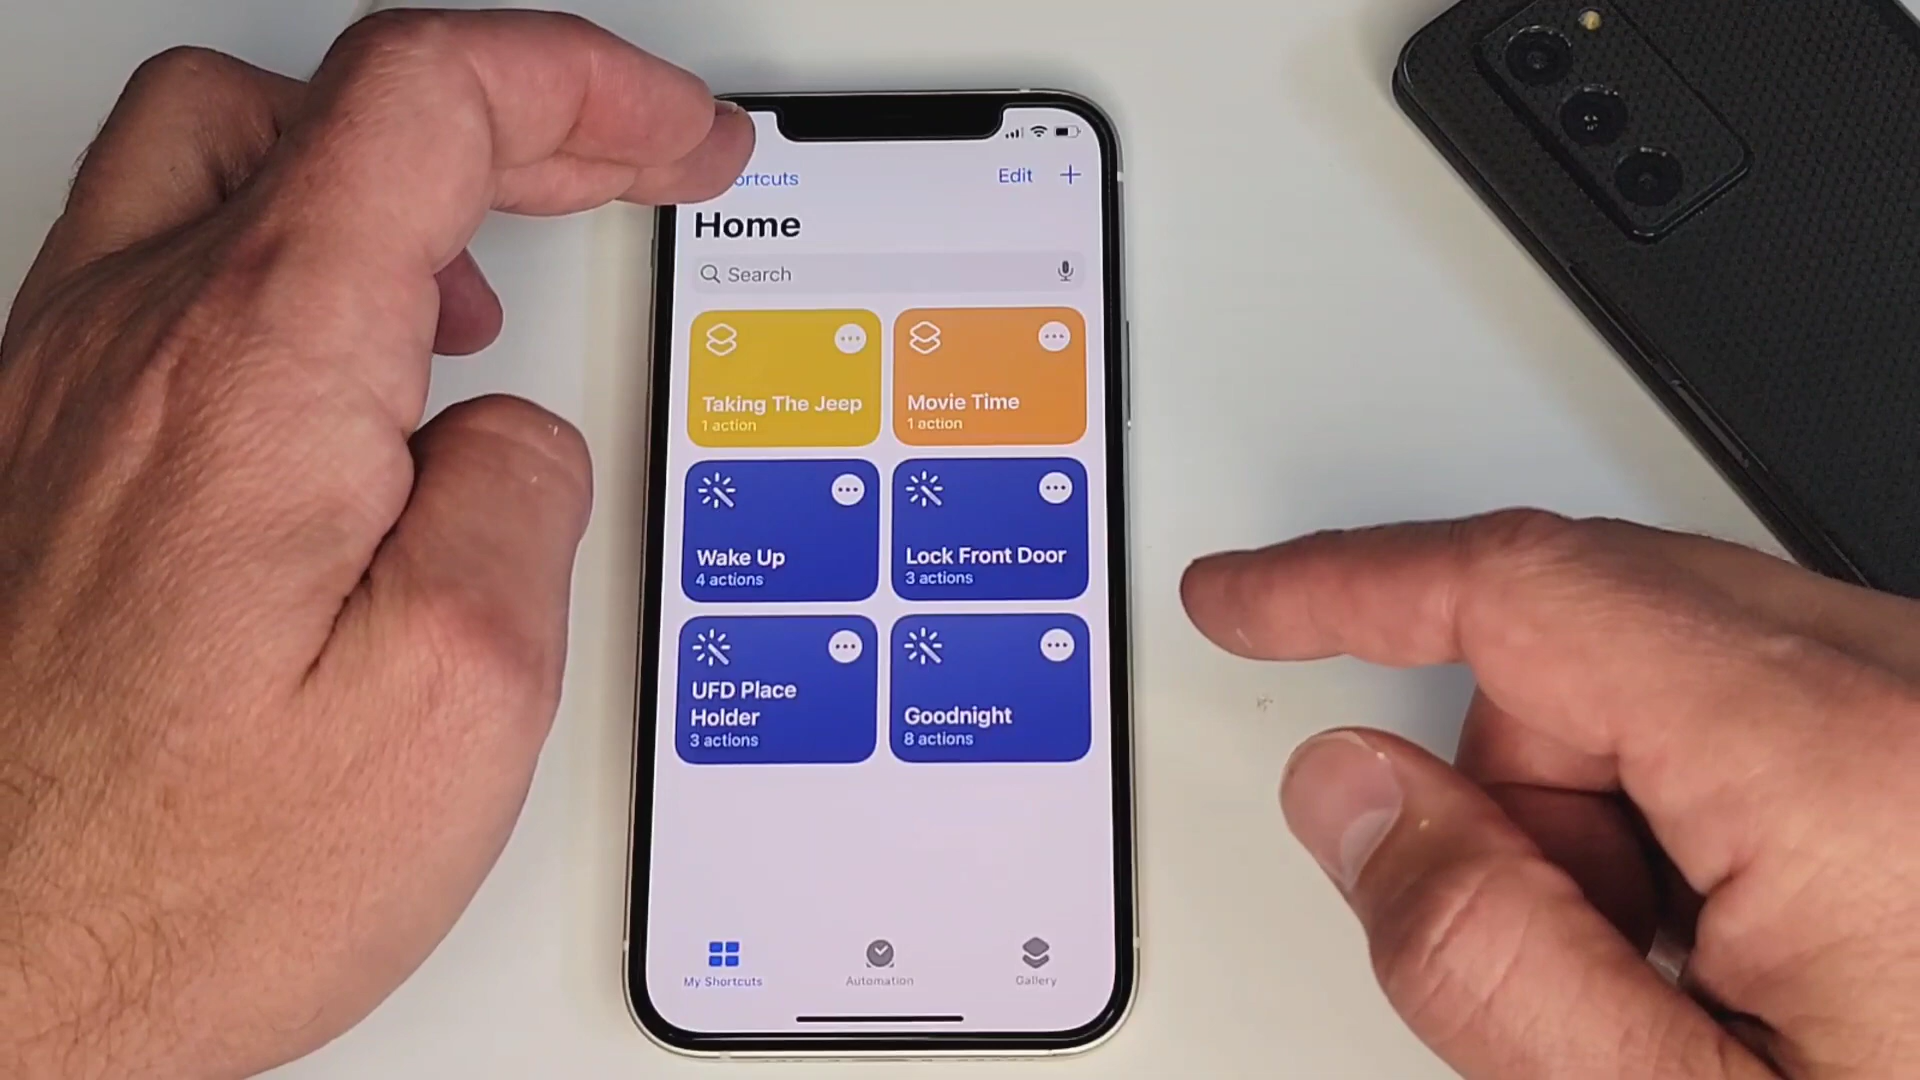 ortcuts
Edit +
Home
Search
Taking The Jeep
1 action
Movie Time
1 action
Wake Up
4 actions
Lock Front Door
3 actions
UFD Place
Holder
3 actions
Goodnight
8 actions
My Shortcuts
Automation
Gallery